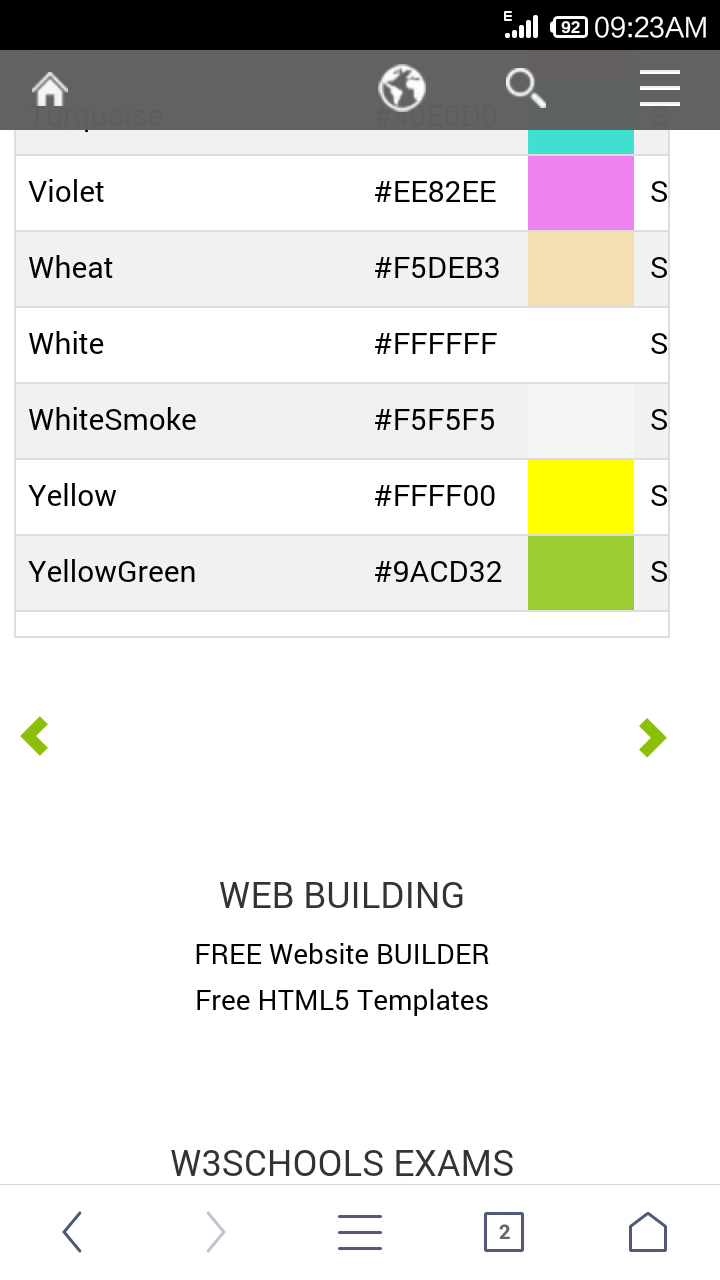 E 92 09:23AM
Turquoise #40E0D0 S
Violet #EE82EE S
Wheat #F5DEB3 S
White #FFFFFF S
WhiteSmoke #F5F5F5 S
Yellow #FFFF00 S
YellowGreen #9ACD32 S
WEB BUILDING
FREE Website BUILDER
Free HTML5 Templates
W3SCHOOLS EXAMS
2